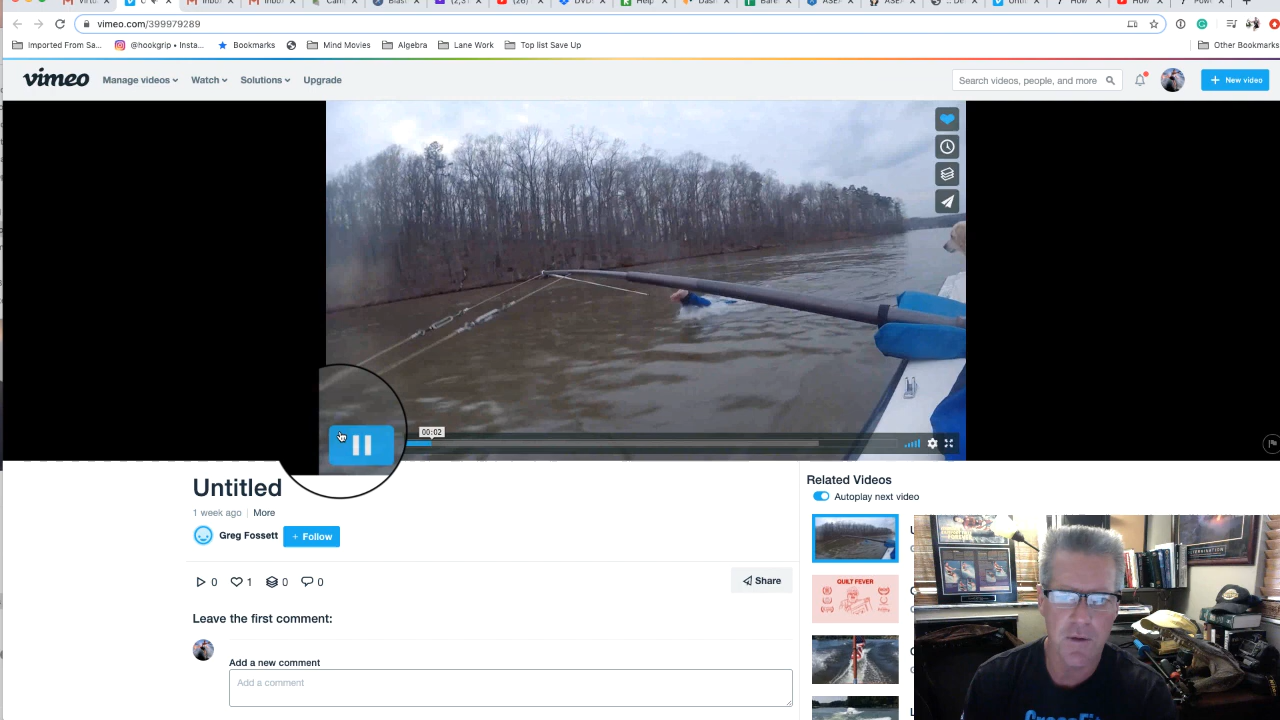 vimeo.com/399979289
Imported From Sa...
@hookgrip • Insta...
Bookmarks
Mind Movies
Algebra
Lane Work
Top list Save Up
Other Bookmarks
vimeo
Manage videos
Watch
Solutions
Upgrade
Search videos, people, and more
+ New video
00:02
Untitled
1 week ago
More
Greg Fossett
+ Follow
0
1
0
0
Share
Leave the first comment:
Add a new comment
Add a comment
Related Videos
Autoplay next video
QUILT FEVER
CrossFit